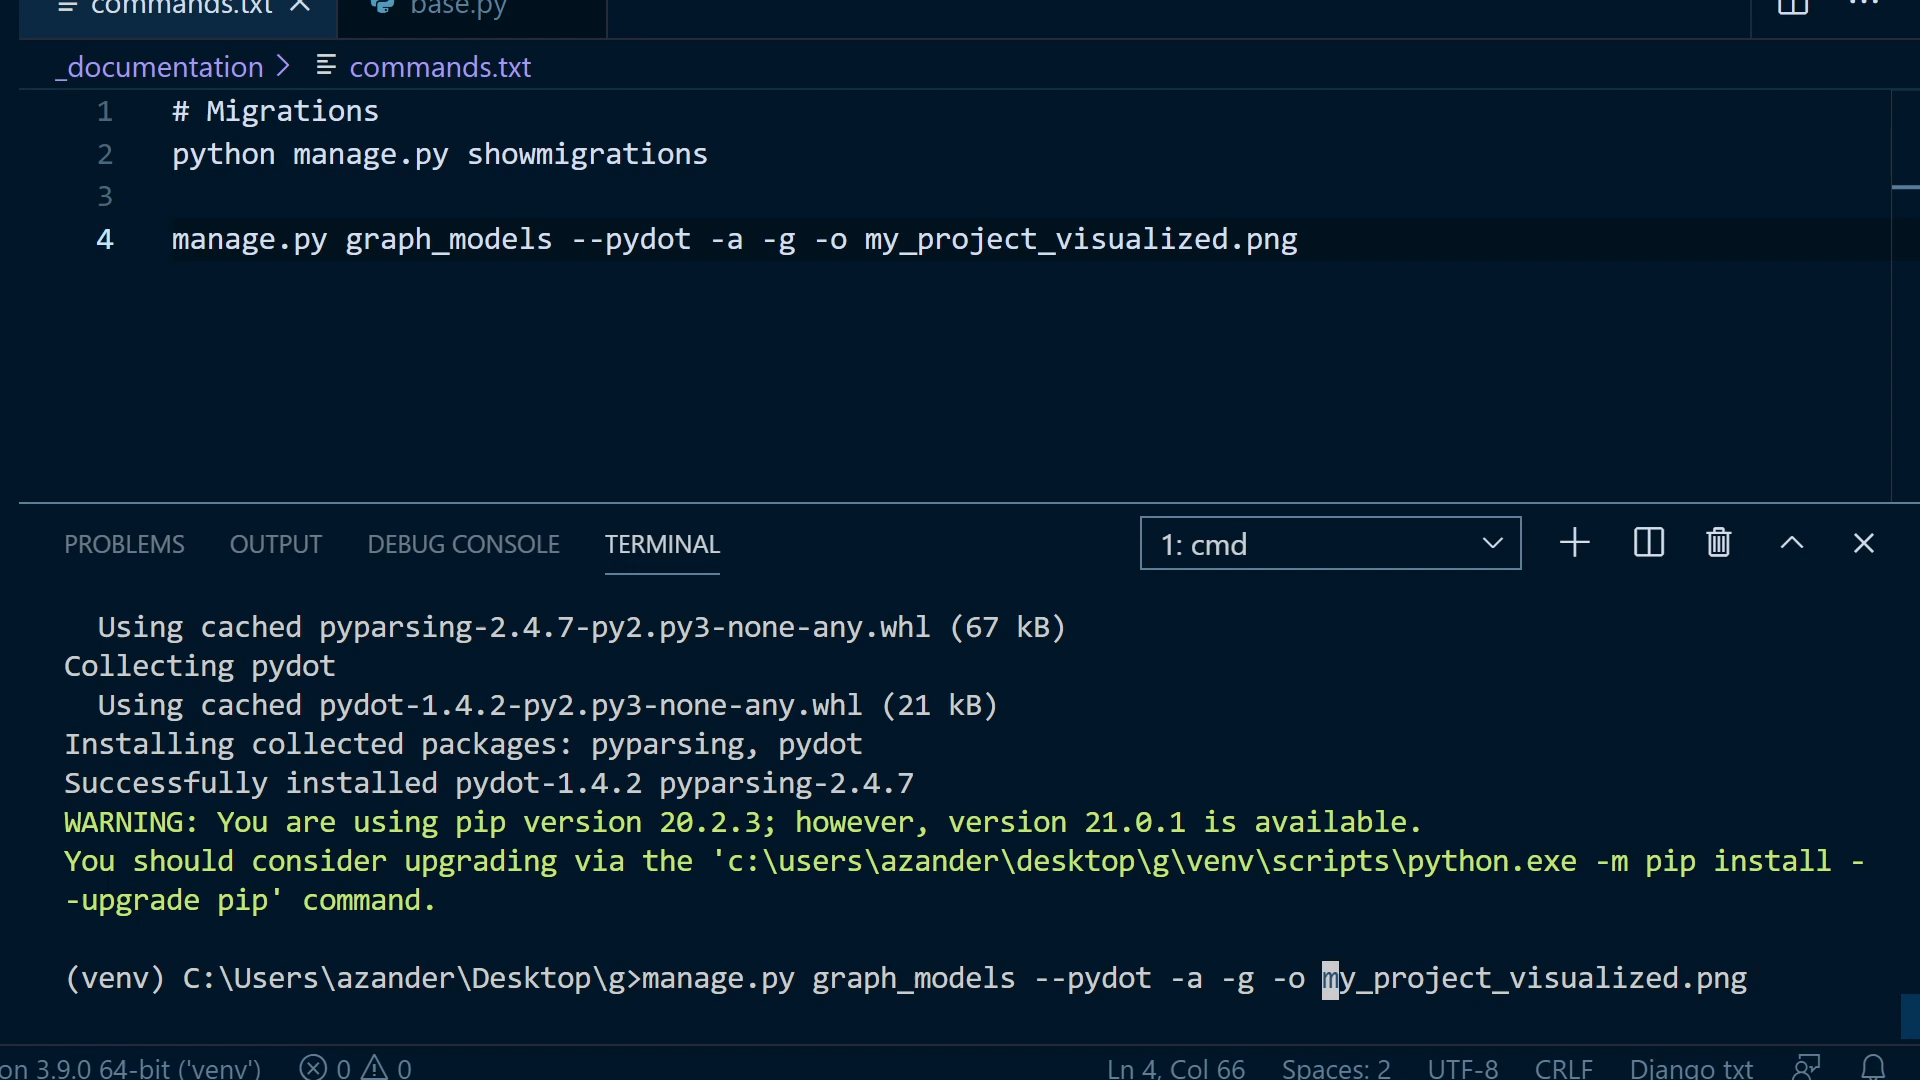 commands.txt base.py
_documentation > commands.txt
1 # Migrations
2 python manage.py showmigrations
3
4 manage.py graph_models --pydot -a -g -o my_project_visualized.png
PROBLEMS OUTPUT DEBUG CONSOLE TERMINAL 1: cmd
Using cached pyparsing-2.4.7-py2.py3-none-any.whl (67 kB)
Collecting pydot
Using cached pydot-1.4.2-py2.py3-none-any.whl (21 kB)
Installing collected packages: pyparsing, pydot
Successfully installed pydot-1.4.2 pyparsing-2.4.7
WARNING: You are using pip version 20.2.3; however, version 21.0.1 is available.
You should consider upgrading via the 'c:\users\azander\desktop\g\venv\scripts\python.exe -m pip install -
-upgrade pip' command.
(venv) C:\Users\azander\Desktop\g>manage.py graph_models --pydot -a -g -o my_project_visualized.png
on 3.9.0 64-bit ('venv') 0 0 Ln 4, Col 66 Spaces: 2 UTF-8 CRLF Django txt